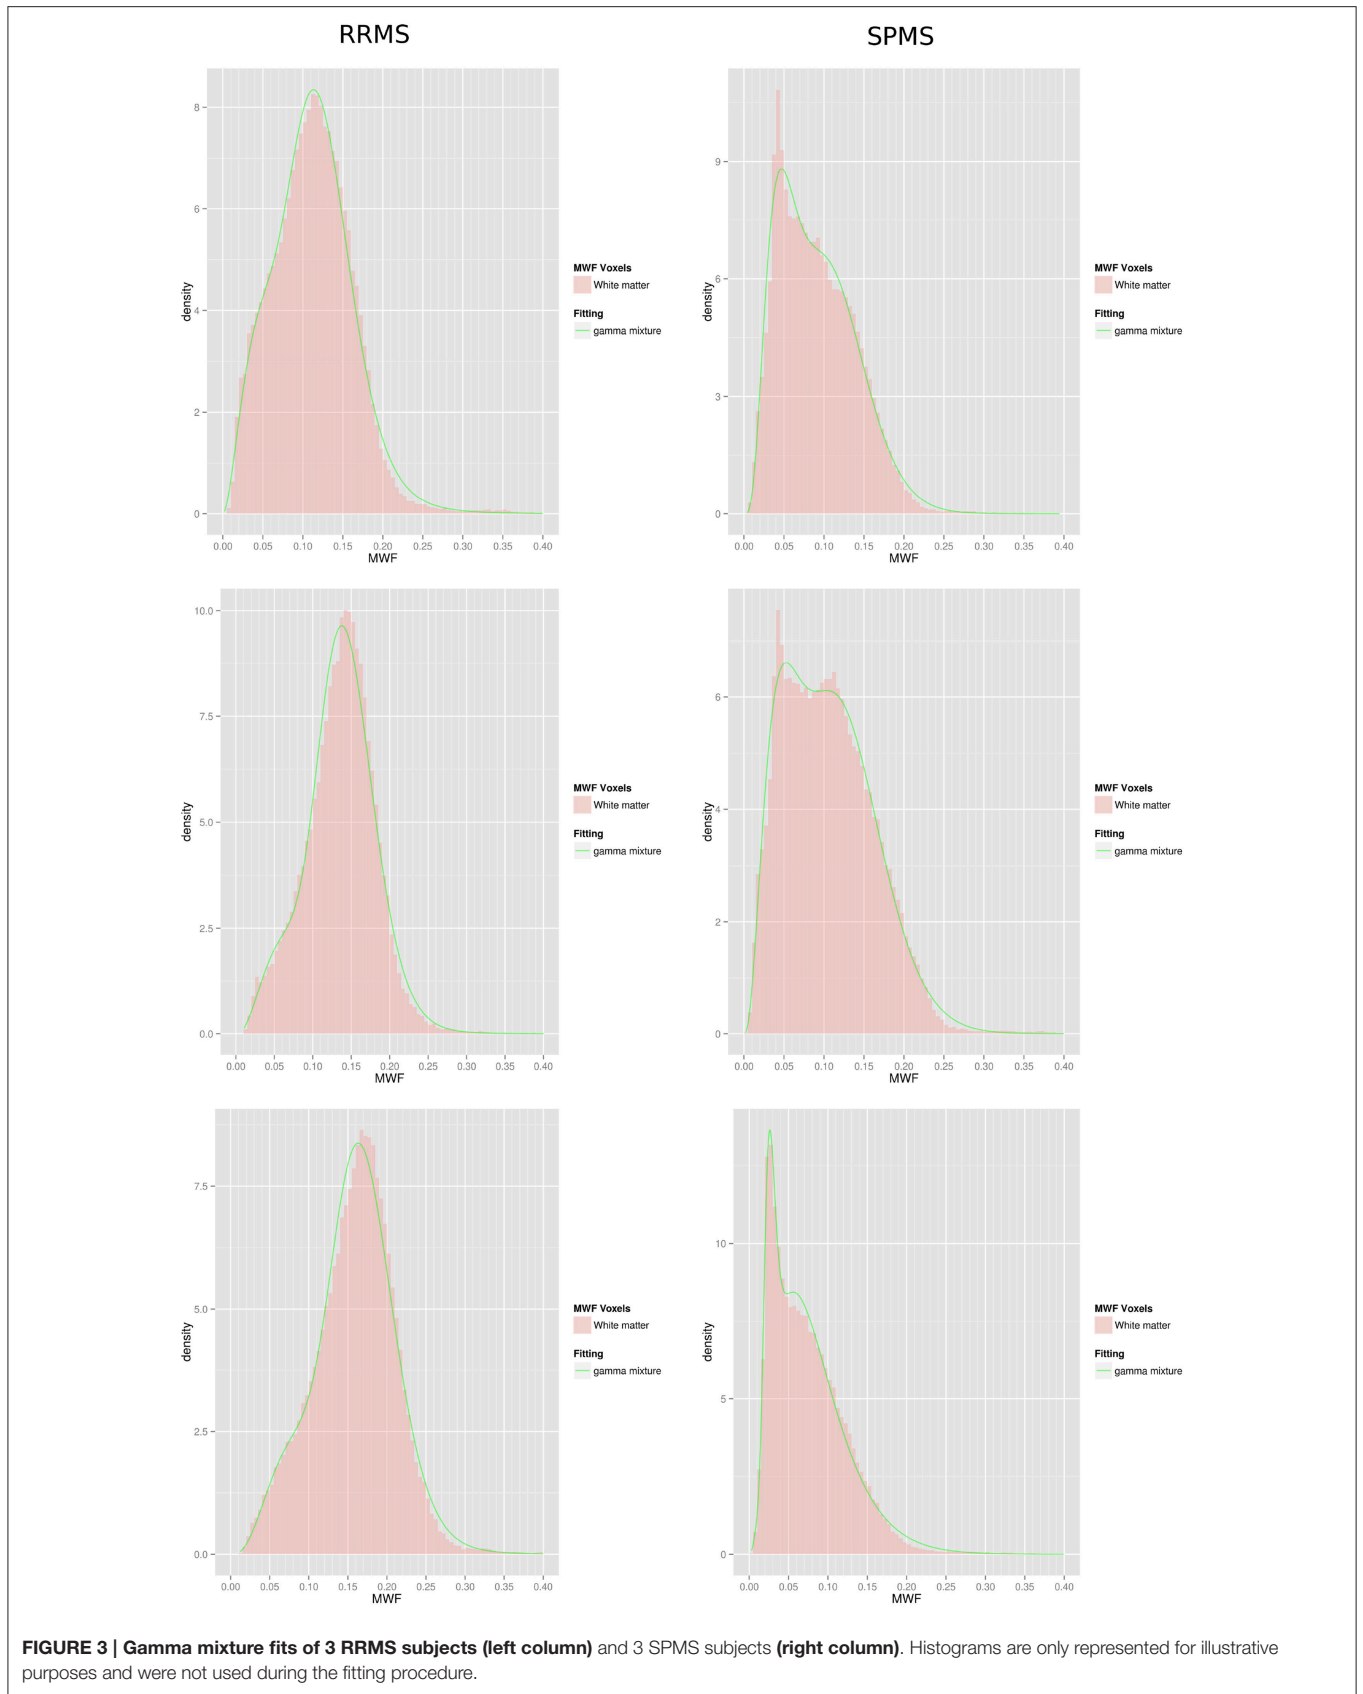 RRMS
SPMS
8
6
4
2
0
density
0.00 0.05 0.10 0.15 0.20 0.25 0.30 0.35 0.40
MWF
MWF Voxels
White matter
Fitting
gamma mixture
9
6
3
0
density
0.00 0.05 0.10 0.15 0.20 0.25 0.30 0.35 0.40
MWF
MWF Voxels
White matter
Fitting
gamma mixture
10.0
7.5
5.0
2.5
0.0
density
0.00 0.05 0.10 0.15 0.20 0.25 0.30 0.35 0.40
MWF
MWF Voxels
White matter
Fitting
gamma mixture
6
4
2
0
density
0.00 0.05 0.10 0.15 0.20 0.25 0.30 0.35 0.40
MWF
MWF Voxels
White matter
Fitting
gamma mixture
7.5
5.0
2.5
0.0
density
0.00 0.05 0.10 0.15 0.20 0.25 0.30 0.35 0.40
MWF
MWF Voxels
White matter
Fitting
gamma mixture
10
5
0
density
0.00 0.05 0.10 0.15 0.20 0.25 0.30 0.35 0.40
MWF
MWF Voxels
White matter
Fitting
gamma mixture
FIGURE 3 | Gamma mixture fits of 3 RRMS subjects (left column) and 3 SPMS subjects (right column). Histograms are only represented for illustrative
purposes and were not used during the fitting procedure.